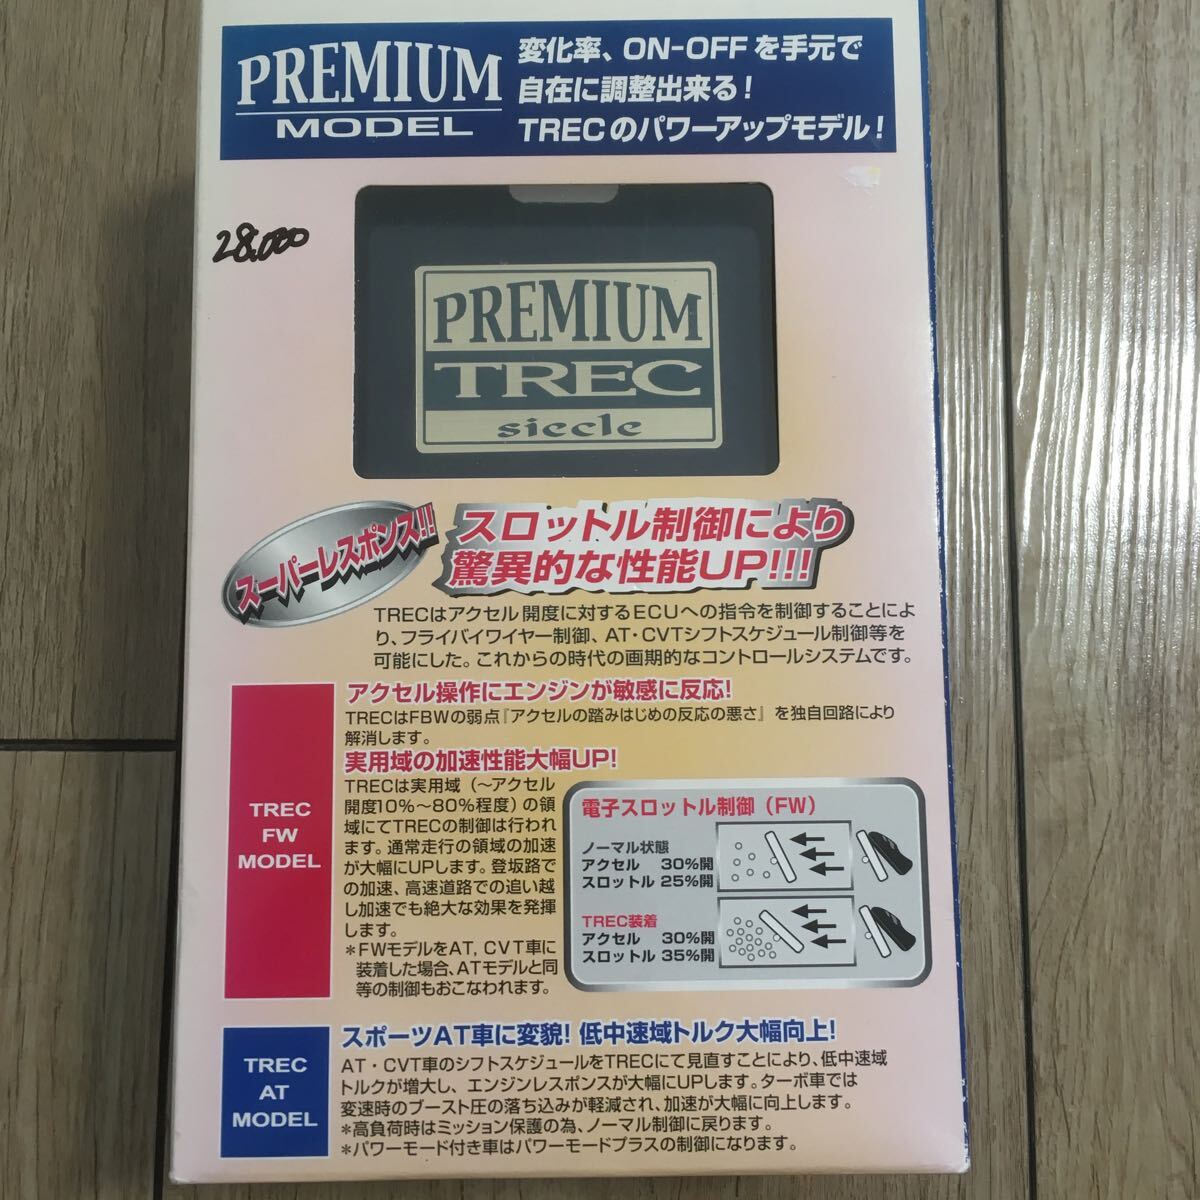 PREMIUM
MODEL
変化率、ON-OFFを手元で
自在に調整出来る!
TRECのパワーアップモデル!
28,000
PREMIUM
TREC
siecle
スーパーレスポンス!!
スロットル制御により
驚異的な性能UP!!!
TRECはアクセル開度に対するECUへの指令を制御することによ
り、フライバイワイヤー制御、AT・CVTシフトスケジュール制御等を
可能にした。これからの時代の画期的なコントロールシステムです。
TREC
FW
MODEL
アクセル操作にエンジンが敏感に反応!
TRECはFBWの弱点『アクセルの踏みはじめの反応の悪さ』を独自回路により
解消します。
実用域の加速性能大幅UP!
TRECは実用域(〜アクセル
開度10%〜80%程度)の領
域にてTRECの制御は行われ
ます。通常走行の領域の加速
が大幅にUPします。登坂路で
の加速、高速道路での追い越
し加速でも絶大な効果を発揮
します。
*FWモデルをAT,CVT車に
装着した場合、ATモデルと同
等の制御もおこなわれます。
電子スロットル制御(FW)
ノーマル状態
アクセル 30%開
スロットル 25%開
TREC装着
アクセル 30%開
スロットル 35%開
TREC
AT
MODEL
スポーツAT車に変貌! 低中速域トルク大幅向上!
AT・CVT車のシフトスケジュールをTRECにて見直すことにより、低中速域
トルクが増大し、エンジンレスポンスが大幅にUPします。ターボ車では
変速時のブースト圧の落ち込みが軽減され、加速が大幅に向上します。
*高負荷時はミッション保護の為、ノーマル制御に戻ります。
*パワーモード付き車はパワーモードプラスの制御になります。